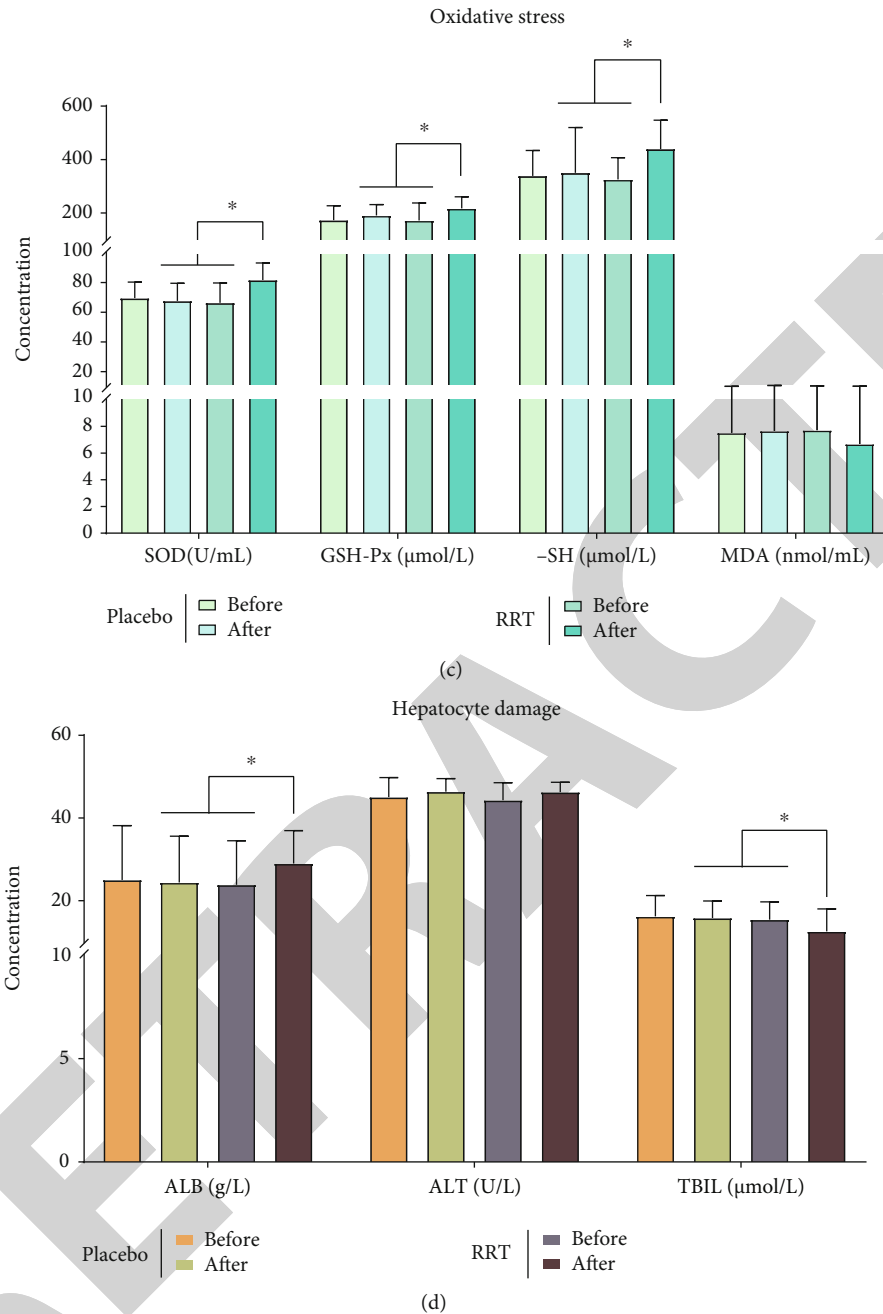 Oxidative stress
*
*
*
600
400
200
100
80
60
40
20
10
8
6
4
2
0
Concentration
SOD(U/mL)
GSH-Px (μmol/L)
–SH (μmol/L)
MDA (nmol/mL)
Placebo
Before
After
RRT
Before
After
(c)
Hepatocyte damage
*
*
60
40
20
10
5
0
Concentration
ALB (g/L)
ALT (U/L)
TBIL (μmol/L)
Placebo
Before
After
RRT
Before
After
(d)
RETRACT